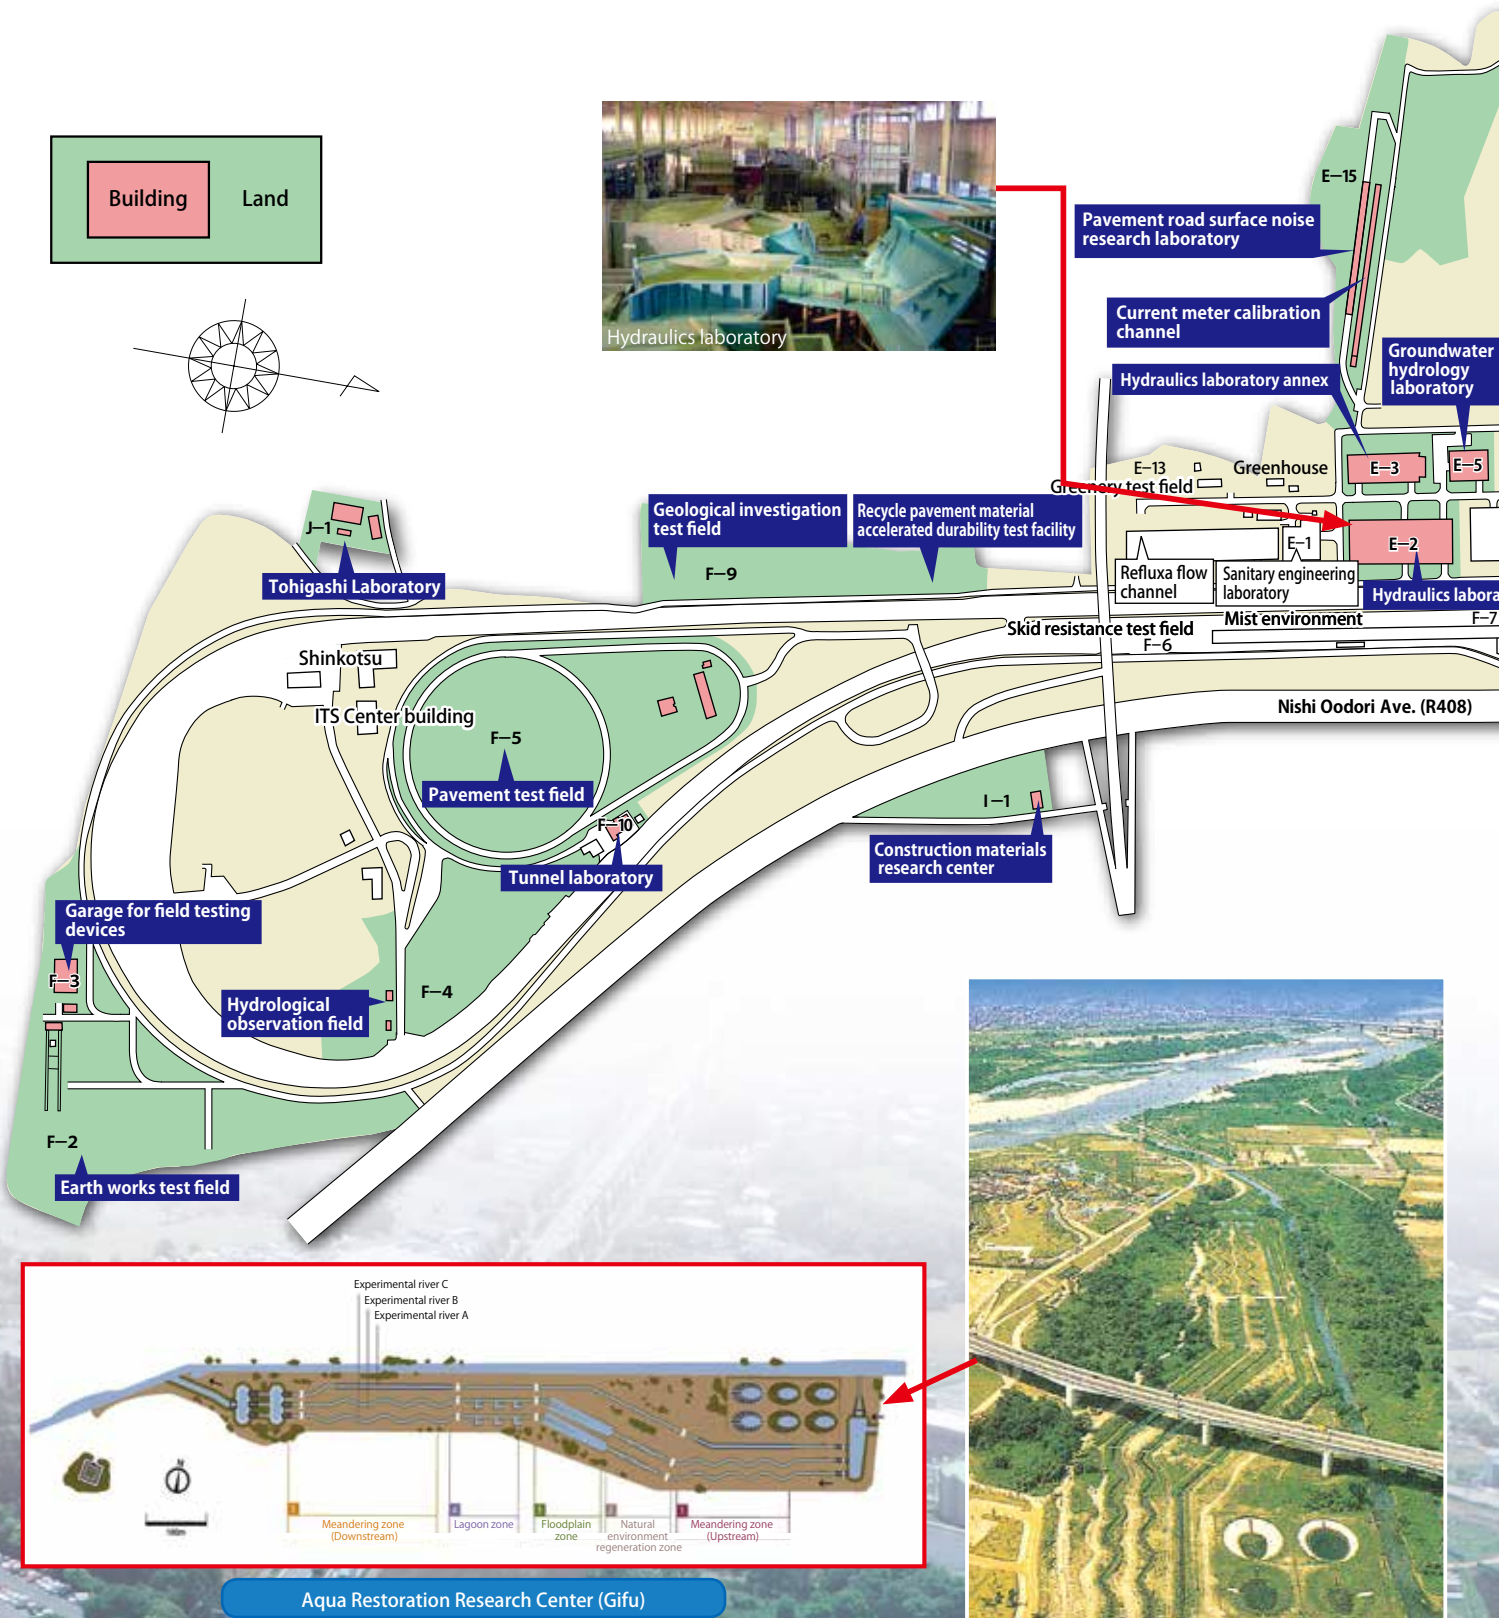 Building
Land
Hydraulics laboratory
E–15
Pavement road surface noise
research laboratory
Current meter calibration
channel
Groundwater
hydrology
laboratory
Hydraulics laboratory annex
E–13
Greenhouse
E–3
E–5
Greenery test field
Geological investigation
test field
Recycle pavement material
accelerated durability test facility
J–1
E–1
E–2
F–9
Tohigashi Laboratory
Refluxa flow
channel
Sanitary engineering
laboratory
Hydraulics labora
Mist environment
F–7
Skid resistance test field
F–6
Shinkotsu
ITS Center building
Nishi Oodori Ave. (R408)
F–5
Pavement test field
I–1
F–10
Construction materials
research center
Tunnel laboratory
Garage for field testing
devices
F–3
F–4
Hydrological
observation field
F–2
Earth works test field
Experimental river C
Experimental river B
Experimental river A
N
Meandering zone
(Downstream)
Lagoon zone
Floodplain
zone
Natural
environment
regeneration zone
Meandering zone
(Upstream)
Aqua Restoration Research Center (Gifu)